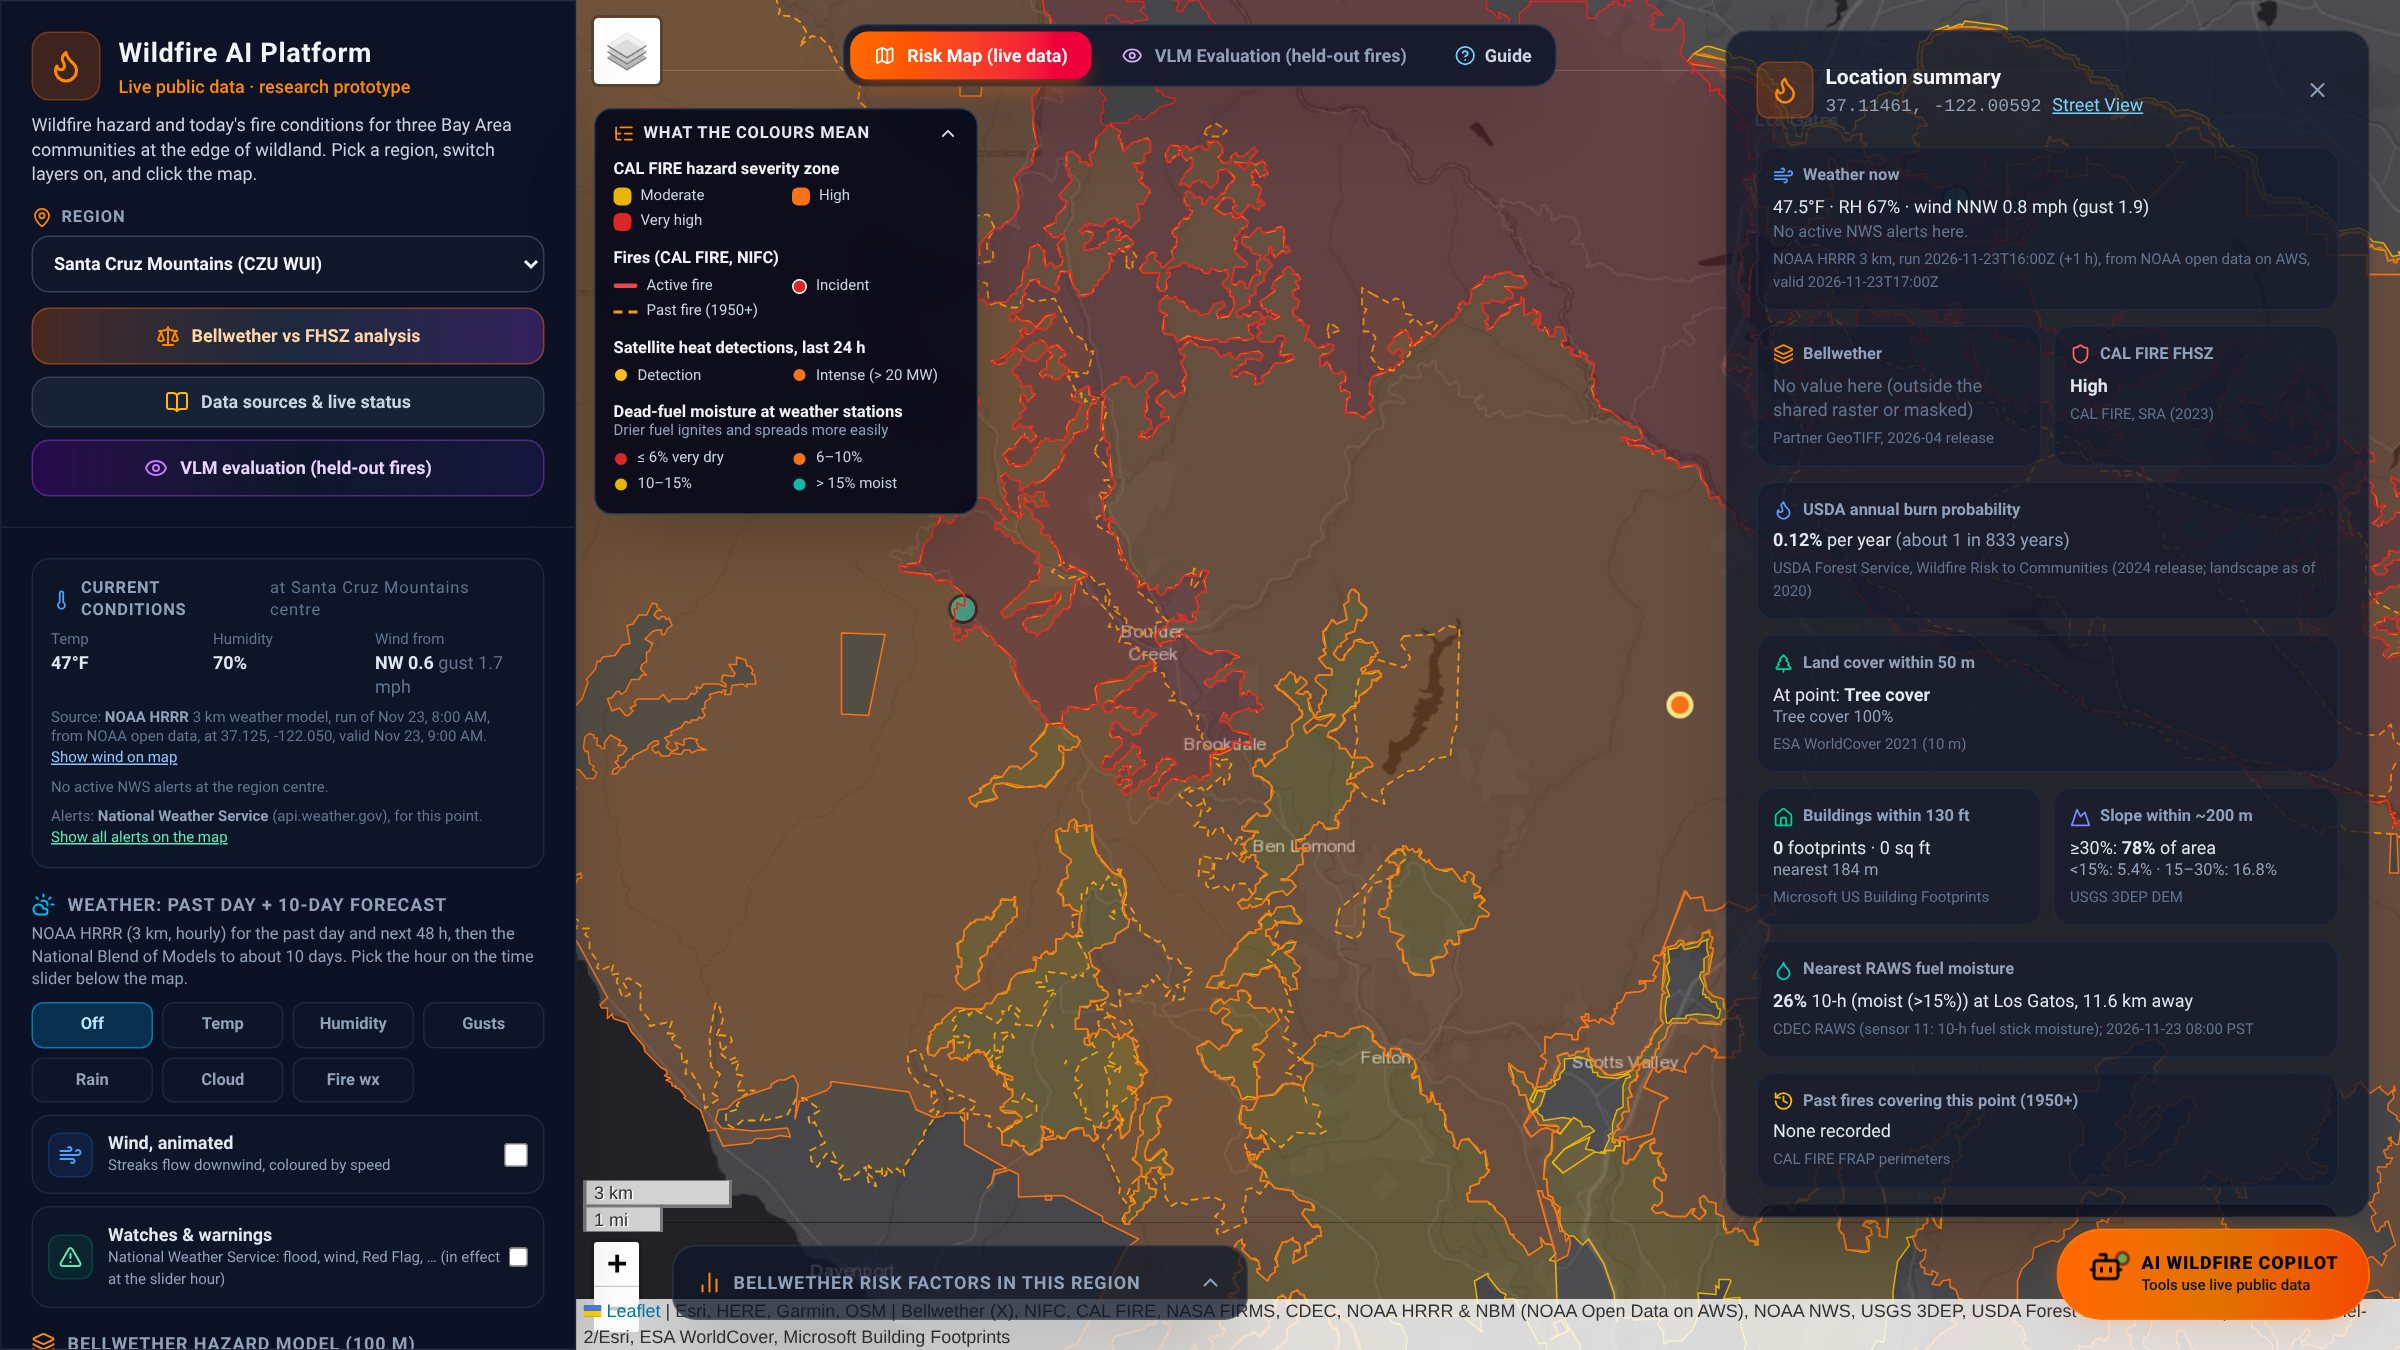 Wildfire AI Platform
Live public data · research prototype
Wildfire hazard and today's fire conditions for three Bay Area
communities at the edge of wildland. Pick a region, switch
layers on, and click the map.
REGION
Santa Cruz Mountains (CZU WUI)
Bellwether vs FHSZ analysis
Data sources & live status
VLM evaluation (held-out fires)
CURRENT CONDITIONS
at Santa Cruz Mountains centre
Temp
47°F
Humidity
70%
Wind from
NW 0.6 gust 1.7
mph
Source: NOAA HRRR 3 km weather model, run of Nov 23, 8:00 AM,
from NOAA open data, at 37.125, -122.050, valid Nov 23, 9:00 AM.
Show wind on map
No active NWS alerts at the region centre.
Alerts: National Weather Service (api.weather.gov), for this point.
Show all alerts on the map
WEATHER: PAST DAY + 10-DAY FORECAST
NOAA HRRR (3 km, hourly) for the past day and next 48 h, then the
National Blend of Models to about 10 days. Pick the hour on the time
slider below the map.
Off
Temp
Humidity
Gusts
Rain
Cloud
Fire wx
Wind, animated
Streaks flow downwind, coloured by speed
Watches & warnings
National Weather Service: flood, wind, Red Flag, … (in effect
at the slider hour)
BELLWETHER HAZARD MODEL (100 M)
Risk Map (live data)
VLM Evaluation (held-out fires)
Guide
WHAT THE COLOURS MEAN
CAL FIRE hazard severity zone
Moderate
High
Very high
Fires (CAL FIRE, NIFC)
Active fire
Incident
Past fire (1950+)
Satellite heat detections, last 24 h
Detection
Intense (> 20 MW)
Dead-fuel moisture at weather stations
Drier fuel ignites and spreads more easily
≤ 6% very dry
6–10%
10–15%
> 15% moist
Boulder
Creek
Brookdale
Ben Lomond
Felton
Scotts Valley
Davenport
3 km
1 mi
+
BELLWETHER RISK FACTORS IN THIS REGION
Leaflet | Esri, HERE, Garmin, OSM | Bellwether (X), NIFC, CAL FIRE, NASA FIRMS, CDEC, NOAA HRRR & NBM (NOAA Open Data on AWS), NOAA NWS, USGS 3DEP, USDA Forest
2/Esri, ESA WorldCover, Microsoft Building Footprints
Location summary
37.11461, -122.00592 Street View
Los Gatos
Weather now
47.5°F · RH 67% · wind NNW 0.8 mph (gust 1.9)
No active NWS alerts here.
NOAA HRRR 3 km, run 2026-11-23T16:00Z (+1 h), from NOAA open data on AWS,
valid 2026-11-23T17:00Z
Bellwether
No value here (outside the
shared raster or masked)
Partner GeoTIFF, 2026-04 release
CAL FIRE FHSZ
High
CAL FIRE, SRA (2023)
USDA annual burn probability
0.12% per year (about 1 in 833 years)
USDA Forest Service, Wildfire Risk to Communities (2024 release; landscape as of
2020)
Land cover within 50 m
At point: Tree cover
Tree cover 100%
ESA WorldCover 2021 (10 m)
Buildings within 130 ft
0 footprints · 0 sq ft
nearest 184 m
Microsoft US Building Footprints
Slope within ~200 m
≥30%: 78% of area
<15%: 5.4% · 15–30%: 16.8%
USGS 3DEP DEM
Nearest RAWS fuel moisture
26% 10-h (moist (>15%)) at Los Gatos, 11.6 km away
CDEC RAWS (sensor 11: 10-h fuel stick moisture); 2026-11-23 08:00 PST
Past fires covering this point (1950+)
None recorded
CAL FIRE FRAP perimeters
AI WILDFIRE COPILOT
Tools use live public data